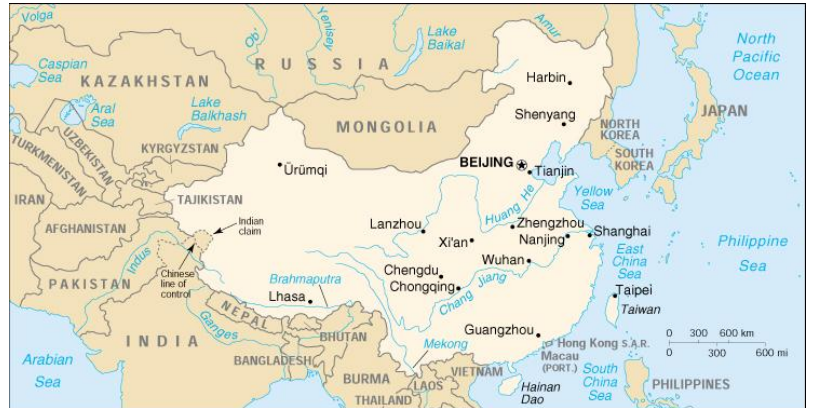 Volga
Ob'
Yenisey
Lake
Baikal
Amur
North
Pacific
Ocean
RUSSIA
Caspian
Sea
KAZAKHSTAN
Aral
Sea
Lake
Balkhash
MONGOLIA
Harbin
Shenyang
JAPAN
NORTH
KOREA
SOUTH
KOREA
UZBEKISTAN
TURKMENISTAN
KYRGYZSTAN
TAJIKISTAN
Ürümqi
BEIJING
Tianjin
IRAN
AFGHANISTAN
Indian
claim
Yellow
Sea
Lanzhou
Huang He
Zhengzhou
Xi'an
Nanjing
Shanghai
Philippine
Sea
East
China
Sea
Indus
Chinese
line of
control
PAKISTAN
Brahmaputra
Lhasa
Chengdu
Chongqing
Wuhan
Chang Jiang
Taipei
Taiwan
NEPAL
Ganges
BHUTAN
INDIA
BANGLADESH
Guangzhou
Mekong
Hong Kong S.A.R.
Macau
(PORT.)
0 300 600 km
0 300 600 mi
Arabian
Sea
BURMA
LAOS
VIETNAM
THAILAND
Hainan
Dao
South
China
Sea
PHILIPPINES